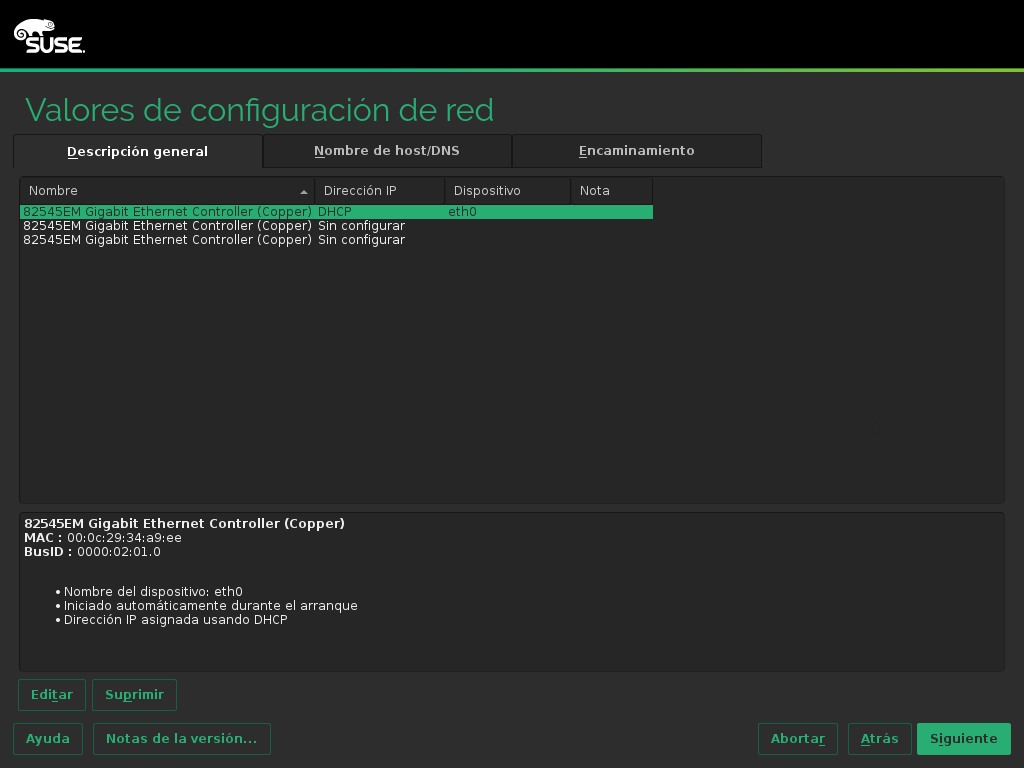 SUSE.
Valores de configuración de red
Descripción general Nombre de host/DNS Encaminamiento
Nombre Dirección IP Dispositivo Nota
82545EM Gigabit Ethernet Controller (Copper) DHCP eth0
82545EM Gigabit Ethernet Controller (Copper) Sin configurar
82545EM Gigabit Ethernet Controller (Copper) Sin configurar
82545EM Gigabit Ethernet Controller (Copper)
MAC : 00:0c:29:34:a9:ee
BusID : 0000:02:01.0
• Nombre del dispositivo: eth0
• Iniciado automáticamente durante el arranque
• Dirección IP asignada usando DHCP
Editar Suprimir
Ayuda Notas de la versión... Abortar Atrás Siguiente